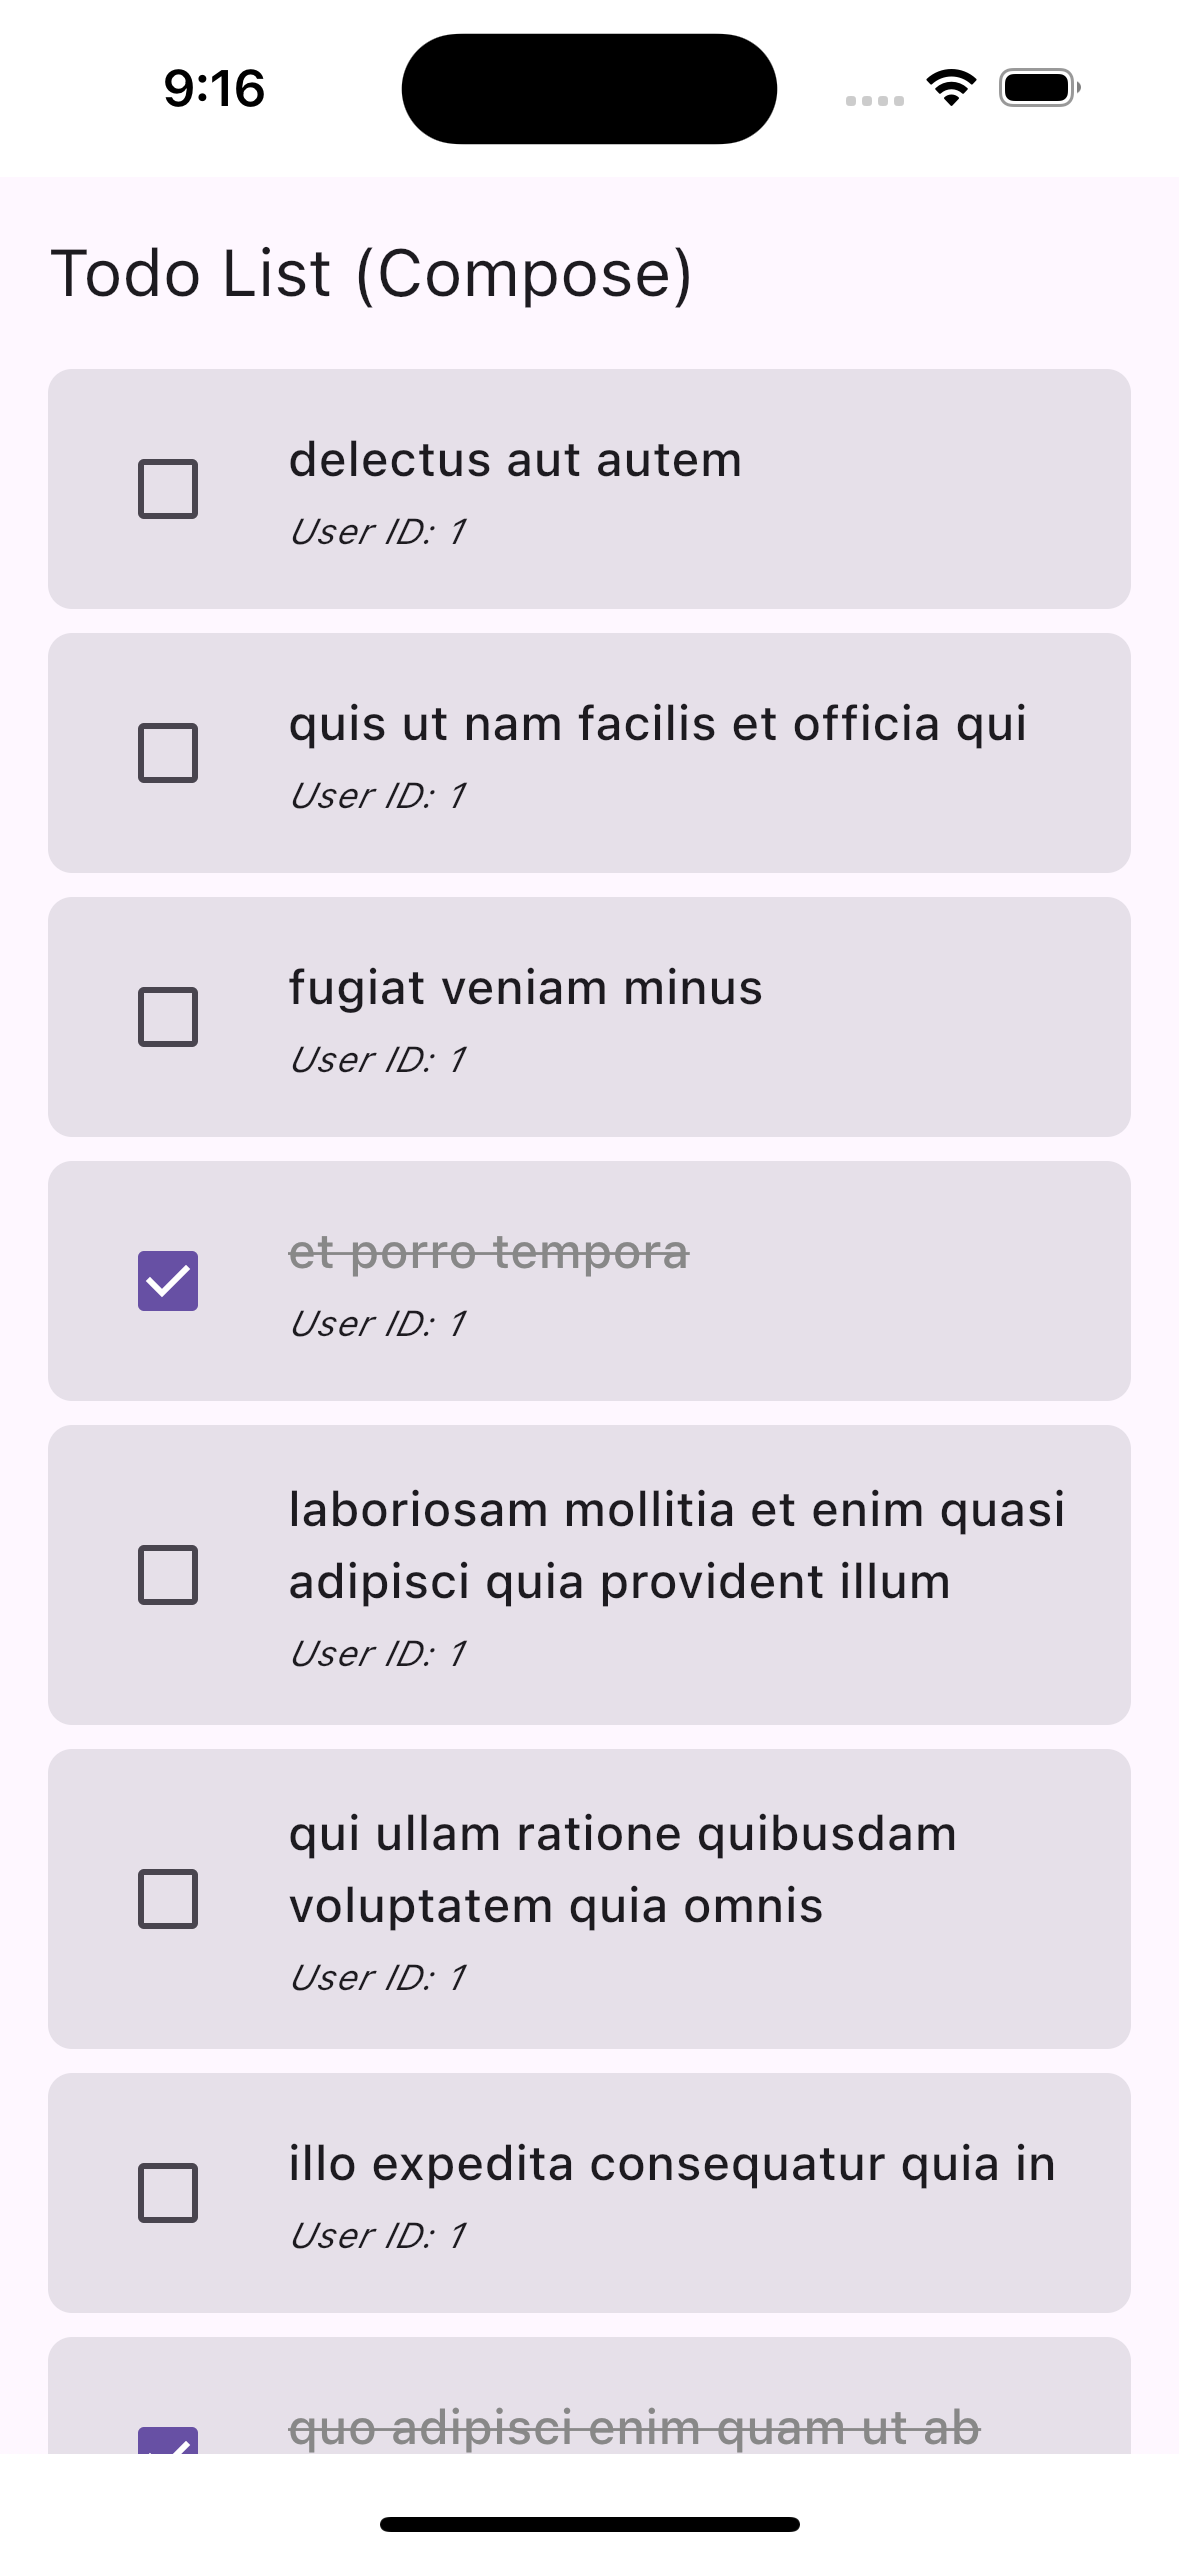 9:16
Todo List (Compose)
delectus aut autem
User ID: 1
quis ut nam facilis et officia qui
User ID: 1
fugiat veniam minus
User ID: 1
et porro tempora
User ID: 1
laboriosam mollitia et enim quasi
adipisci quia provident illum
User ID: 1
qui ullam ratione quibusdam
voluptatem quia omnis
User ID: 1
illo expedita consequatur quia in
User ID: 1
quo adipisci enim quam ut ab